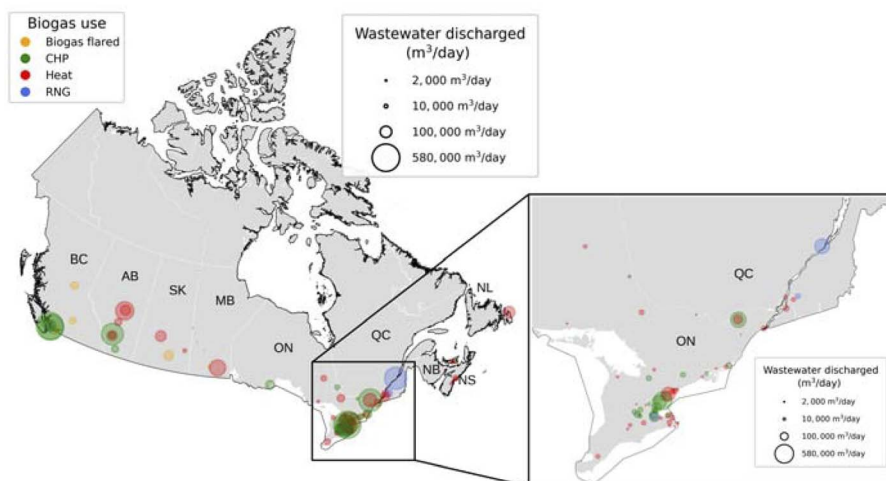 Biogas use
Biogas flared
CHP
Heat
RNG
Wastewater discharged
(m³/day)
2, 000 m³/day
10, 000 m³/day
100, 000 m³/day
580, 000 m³/day
BC
AB
SK
MB
ON
QC
NL
NB
NS
QC
ON
Wastewater discharged
(m³/day)
2, 000 m³/day
10, 000 m³/day
100, 000 m³/day
580, 000 m³/day